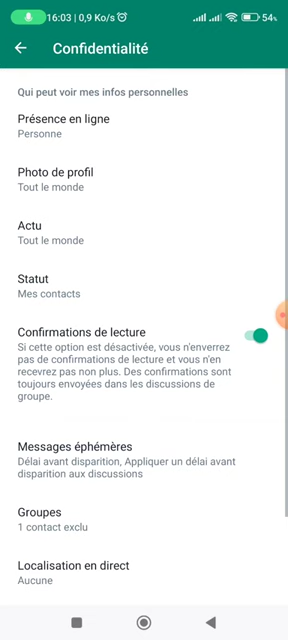 16:03 | 0,9 Ko/s
54%
Confidentialité
Qui peut voir mes infos personnelles
Présence en ligne
Personne
Photo de profil
Tout le monde
Actu
Tout le monde
Statut
Mes contacts
Confirmations de lecture
Si cette option est désactivée, vous n'enverrez
pas de confirmations de lecture et vous n'en
recevrez pas non plus. Des confirmations sont
toujours envoyées dans les discussions de
groupe.
Messages éphémères
Délai avant disparition, Appliquer un délai avant
disparition aux discussions
Groupes
1 contact exclu
Localisation en direct
Aucune